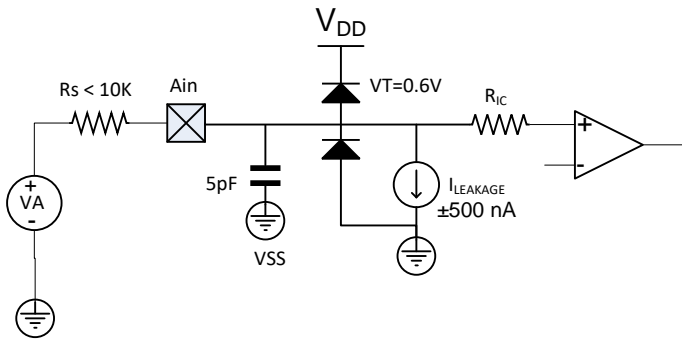 VDD
Rs < 10K
Ain
VT=0.6V
RIC
+
-
+
VA
-
5pF
VSS
ILEAKAGE
±500 nA